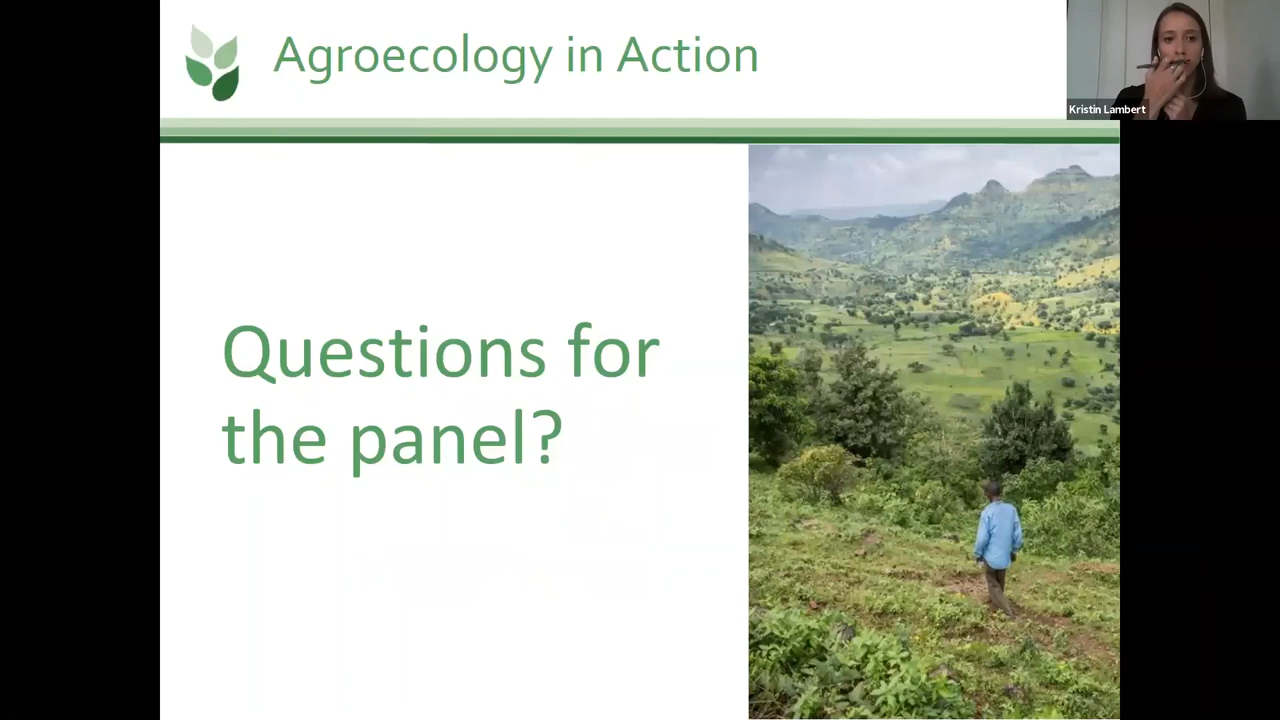 Agroecology in Action
Kristin Lambert
Questions for
the panel?